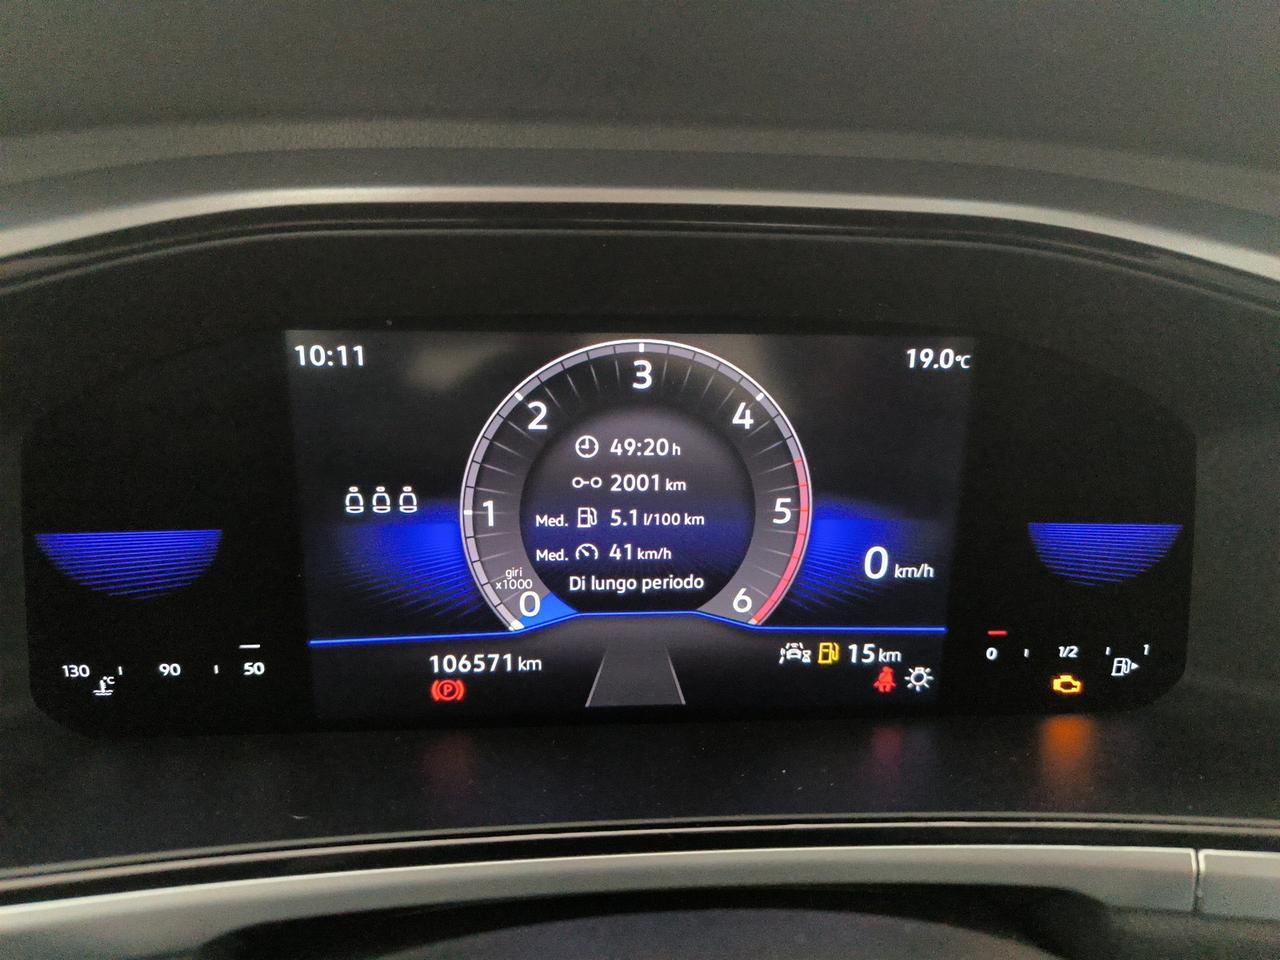 10:11
19.0°C
3
2
4
1
5
giri
x1000
0
6
49:20 h
2001 km
Med. 5.1 l/100 km
Med. 41 km/h
Di lungo periodo
0 km/h
106571 km
P
15 km
130
90
50
°C
0
1/2
1